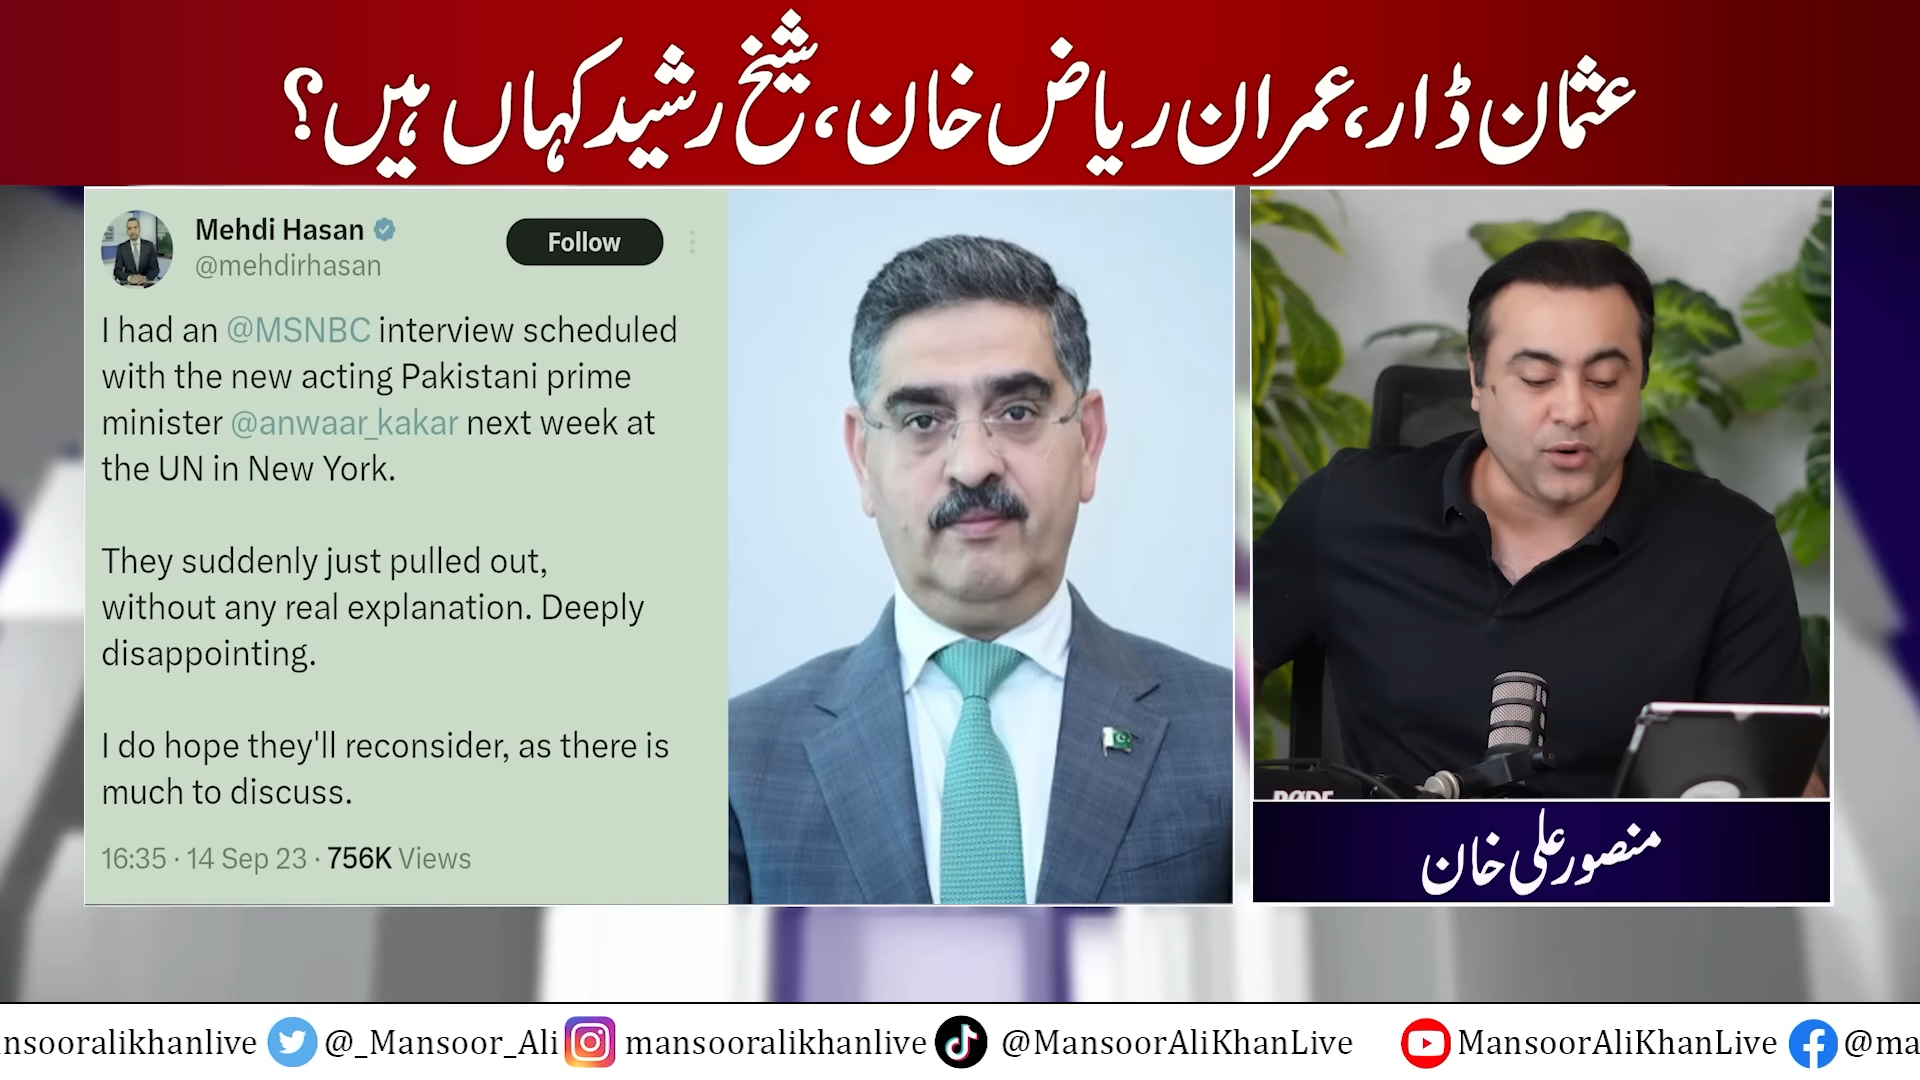 عثمان ڈار، عمران ریاض خان، شیخ رشید کہاں ہیں؟
Mehdi Hasan
@mehdirhasan
Follow
I had an @MSNBC interview scheduled
with the new acting Pakistani prime
minister @anwaar_kakar next week at
the UN in New York.
They suddenly just pulled out,
without any real explanation. Deeply
disappointing.
I do hope they'll reconsider, as there is
much to discuss.
16:35 · 14 Sep 23 · 756K Views
RØDE
منصور علی خان
nsooralikhanlive @_Mansoor_Ali mansooralikhanlive @MansoorAliKhanLive MansoorAliKhanLive @ma